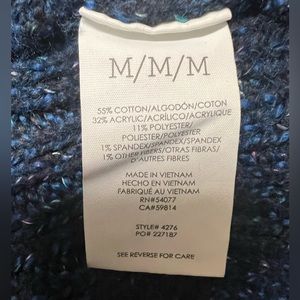 M/M/M
55% COTTON/ALGODÓN/COTON
32% ACRYLIC/ACRÍLICO/ACRYLIQUE
11% POLYESTER/
POLIESTER/POLYESTER
1% SPANDEX/SPANDEX/SPANDEX
1% OTHER FIBERS/OTRAS FIBRAS/
D'AUTRES FIBRES
MADE IN VIETNAM
HECHO EN VIETNAM
FABRIQUÉ AU VIETNAM
RN#54077
CA#59814
STYLE# 4276
PO# 227187
SEE REVERSE FOR CARE